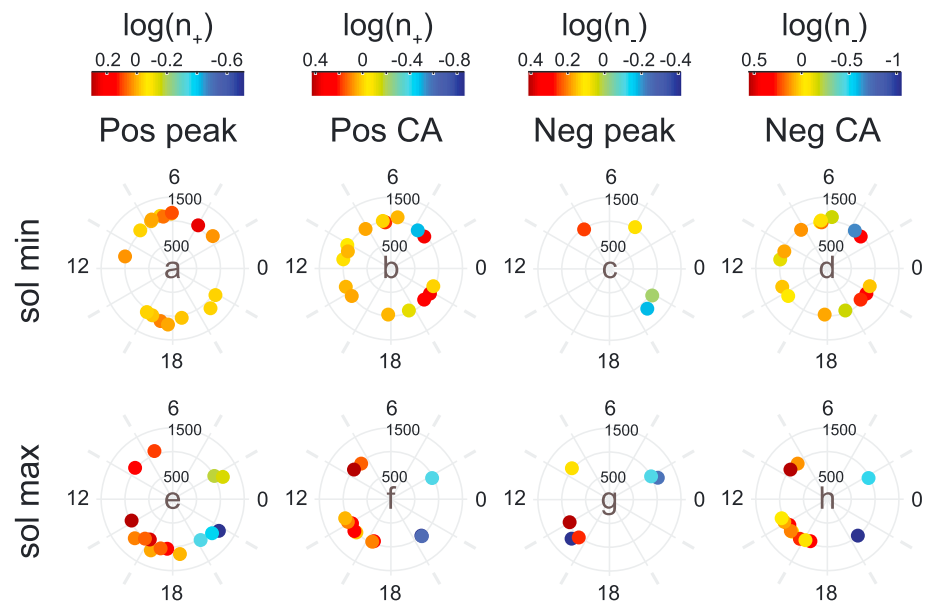 log(n+) log(n+) log(n-) log(n-)
0.2 -0.2 -0.6 0.4 0 -0.4 -0.8 0.4 0.2 0 -0.2 -0.4 0.5 0 -0.5 -1
Pos peak Pos CA Neg peak Neg CA
sol min
6 6 6 6
1500 1500 1500 1500
500 500 500 500
12 a 0 12 b 0 12 c 0 12 d 0
18 18 18 18
sol max
6 6 6 6
1500 1500 1500 1500
500 500 500 500
12 e 0 12 f 0 12 g 0 12 h 0
18 18 18 18